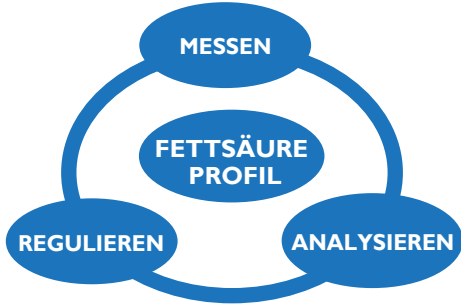 MESSEN
FETTSÄURE
PROFIL
REGULIEREN
ANALYSIEREN